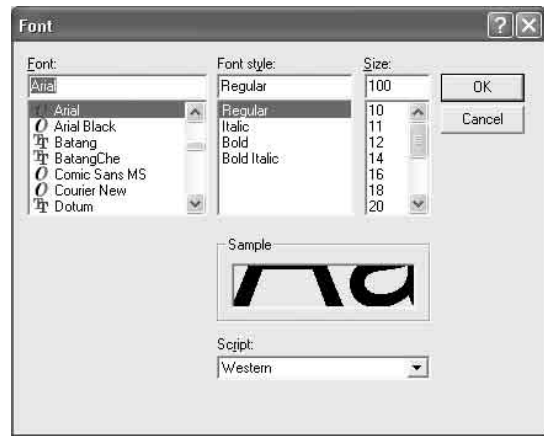 Font
Font:
Font style:
Size:
Arial
Regular
100
OK
Cancel
Arial
Arial Black
Batang
BatangChe
Comic Sans MS
Courier New
Dotum
Regular
Italic
Bold
Bold Italic
10
11
12
14
16
18
20
Sample
Aa
Script:
Western